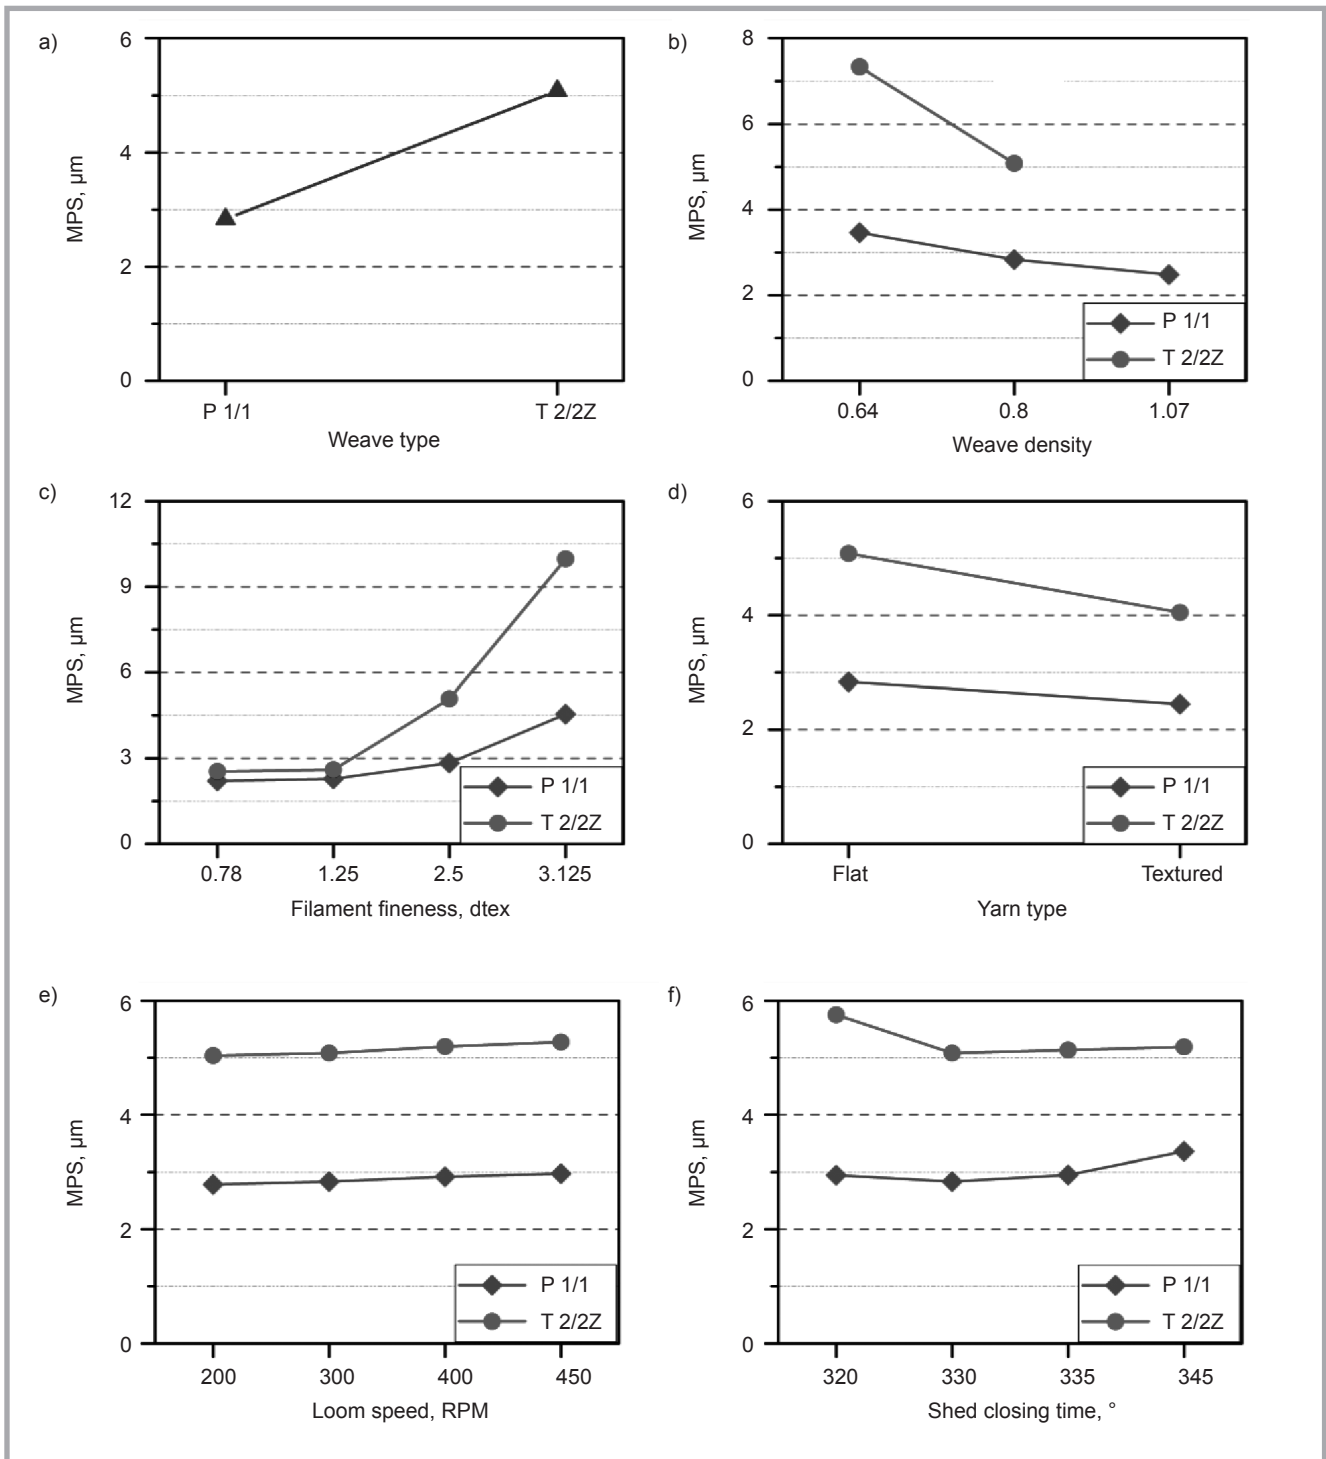 a)
6
4
2
0
MPS, µm
P 1/1
T 2/2Z
Weave type
b)
8
6
4
2
0
MPS, µm
P 1/1
T 2/2Z
0.64
0.8
1.07
Weave density
c)
12
9
6
3
0
MPS, µm
P 1/1
T 2/2Z
0.78
1.25
2.5
3.125
Filament fineness, dtex
d)
6
4
2
0
MPS, µm
P 1/1
T 2/2Z
Flat
Textured
Yarn type
e)
6
4
2
0
MPS, µm
P 1/1
T 2/2Z
200
300
400
450
Loom speed, RPM
f)
6
4
2
0
MPS, µm
P 1/1
T 2/2Z
320
330
335
345
Shed closing time, °